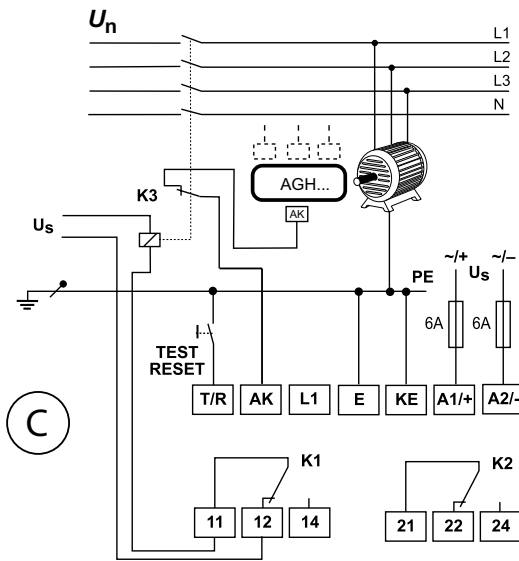 Un
L1
L2
L3
N
AGH...
AK
K3
Us
PE
~/+ Us ~/–
6A 6A
TEST
RESET
T/R AK L1 E KE A1/+ A2/-
C
K1 K2
11 12 14 21 22 24